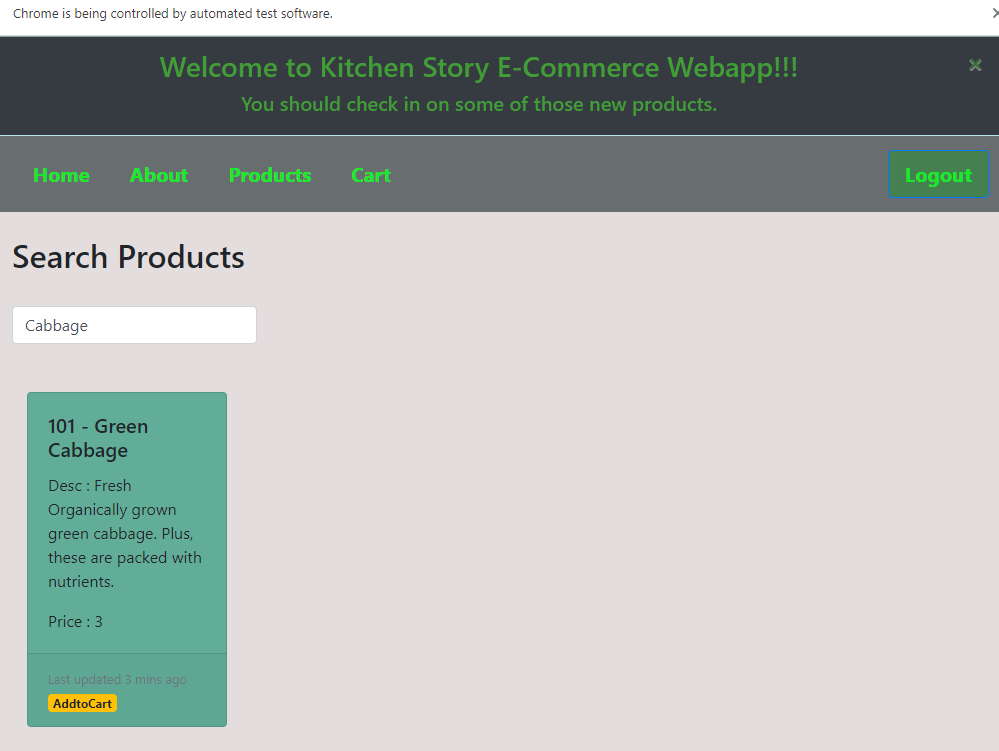 Chrome is being controlled by automated test software.
Welcome to Kitchen Story E-Commerce Webapp!!!
You should check in on some of those new products.
Home About Products Cart Logout
Search Products
Cabbage
101 - Green
Cabbage
Desc : Fresh
Organically grown
green cabbage. Plus,
these are packed with
nutrients.
Price : 3
Last updated 3 mins ago
AddtoCart